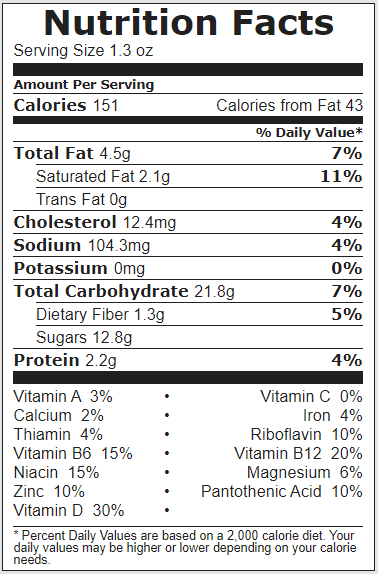 Nutrition Facts
Serving Size 1.3 oz
Amount Per Serving
Calories 151 Calories from Fat 43
% Daily Value*
Total Fat 4.5g 7%
Saturated Fat 2.1g 11%
Trans Fat 0g
Cholesterol 12.4mg 4%
Sodium 104.3mg 4%
Potassium 0mg 0%
Total Carbohydrate 21.8g 7%
Dietary Fiber 1.3g 5%
Sugars 12.8g
Protein 2.2g 4%
Vitamin A 3% • Vitamin C 0%
Calcium 2% • Iron 4%
Thiamin 4% • Riboflavin 10%
Vitamin B6 15% • Vitamin B12 20%
Niacin 15% • Magnesium 6%
Zinc 10% • Pantothenic Acid 10%
Vitamin D 30% •
* Percent Daily Values are based on a 2,000 calorie diet. Your
daily values may be higher or lower depending on your calorie
needs.